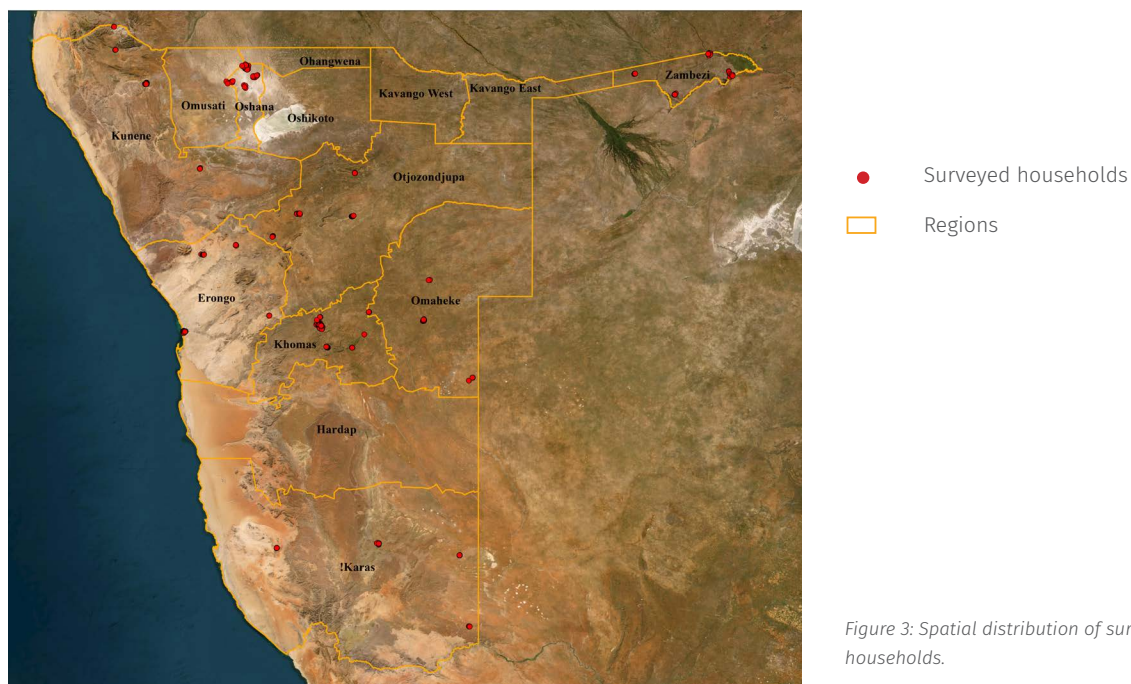 Ohangwena
Zambezi
Kavango West
Kavango East
Omusati
Oshana
Oshikoto
Kunene
Otjozondjupa
Erongo
Omaheke
Khomas
Hardap
!Karas
Surveyed households
Regions
Figure 3: Spatial distribution of
households.